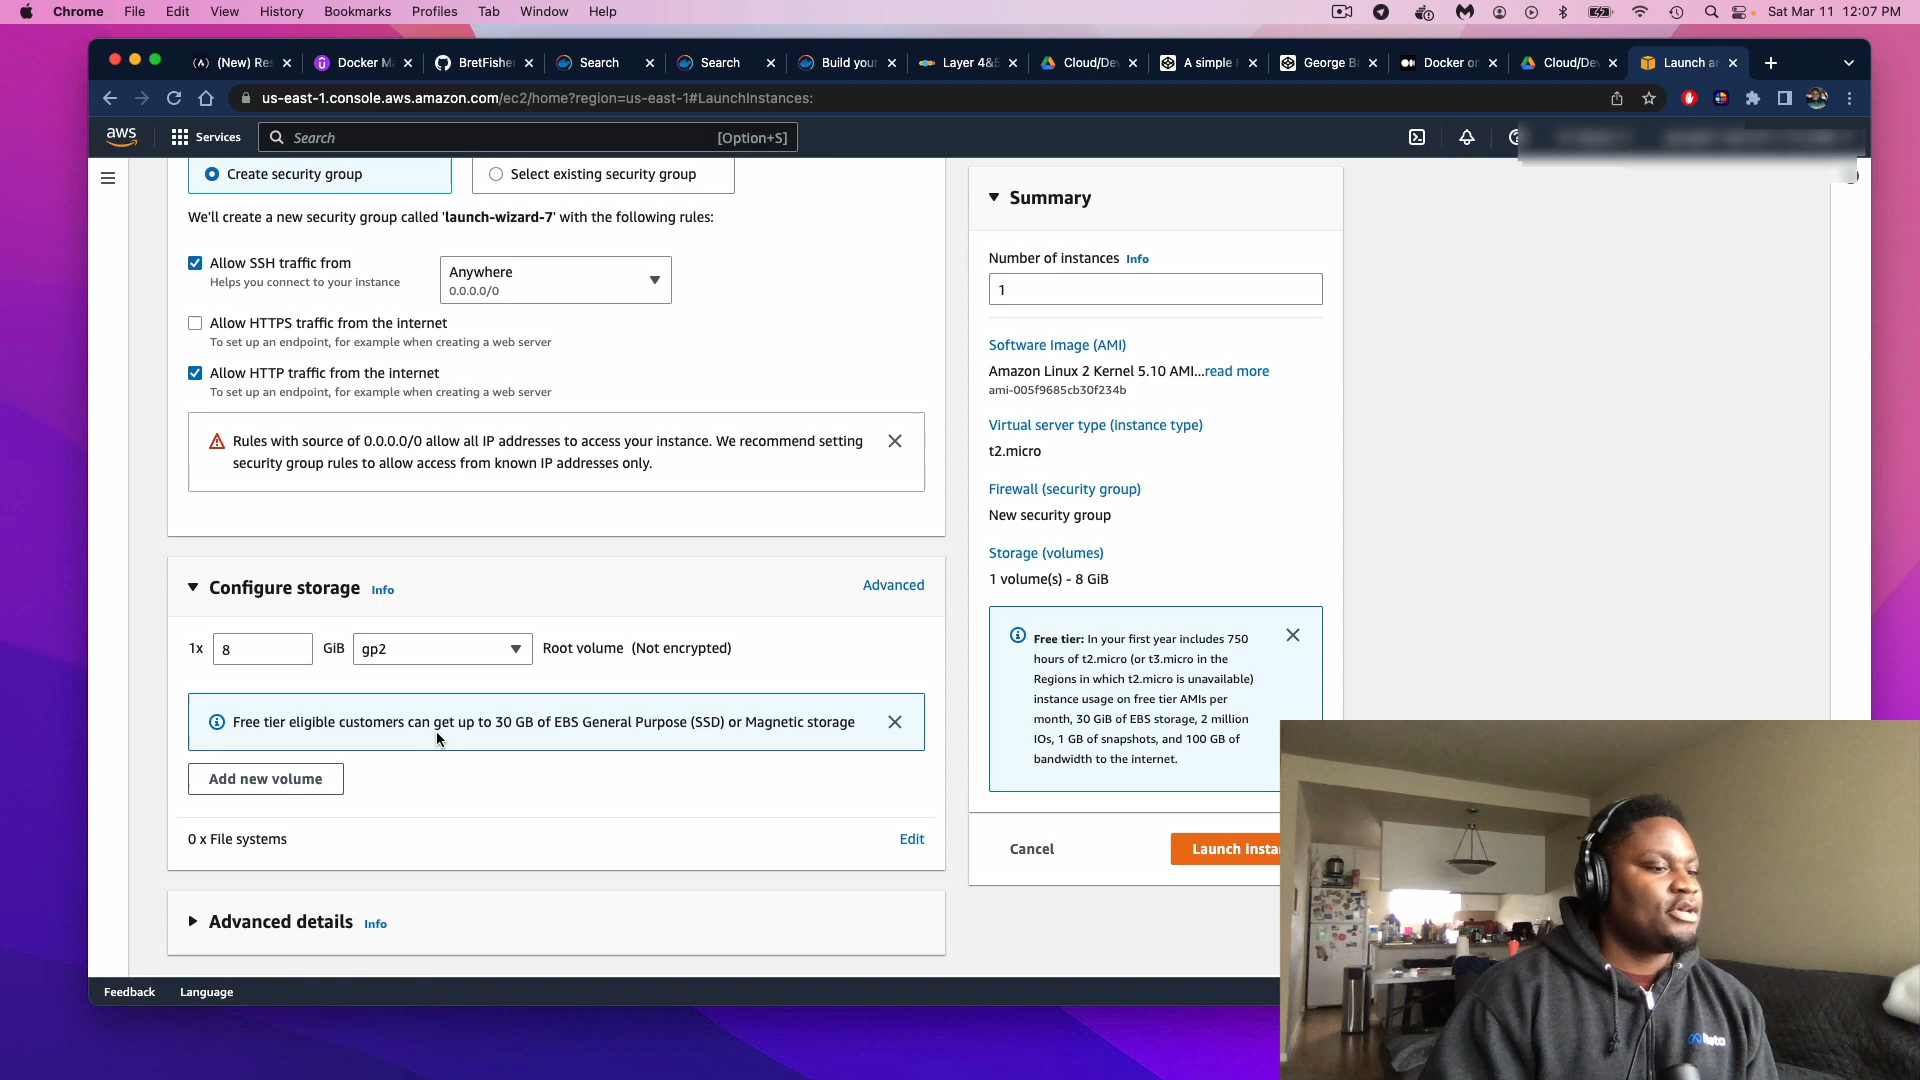 Chrome File Edit View History Bookmarks Profiles Tab Window Help
Sat Mar 11 12:07 PM
(New) Res
Docker Ma
BretFisher
Search
Search
Build your
Layer 4&
Cloud/Dev
A simple
George Ba
Docker on
Cloud/Dev
Launch an
us-east-1.console.aws.amazon.com/ec2/home?region=us-east-1#LaunchInstances:
aws
Services
Search
[Option+S]
Create security group
Select existing security group
We'll create a new security group called 'launch-wizard-7' with the following rules:
Allow SSH traffic from
Helps you connect to your instance
Anywhere
0.0.0.0/0
Allow HTTPS traffic from the internet
To set up an endpoint, for example when creating a web server
Allow HTTP traffic from the internet
To set up an endpoint, for example when creating a web server
Rules with source of 0.0.0.0/0 allow all IP addresses to access your instance. We recommend setting
security group rules to allow access from known IP addresses only.
Configure storage Info
Advanced
1x
8
GiB
gp2
Root volume (Not encrypted)
Free tier eligible customers can get up to 30 GB of EBS General Purpose (SSD) or Magnetic storage
Add new volume
0 x File systems
Edit
Advanced details Info
Summary
Number of instances Info
1
Software Image (AMI)
Amazon Linux 2 Kernel 5.10 AMI...read more
ami-005f9685cb30f234b
Virtual server type (instance type)
t2.micro
Firewall (security group)
New security group
Storage (volumes)
1 volume(s) - 8 GiB
Free tier: In your first year includes 750
hours of t2.micro (or t3.micro in the
Regions in which t2.micro is unavailable)
instance usage on free tier AMIs per
month, 30 GiB of EBS storage, 2 million
IOs, 1 GB of snapshots, and 100 GB of
bandwidth to the internet.
Cancel
Launch insta
Feedback
Language